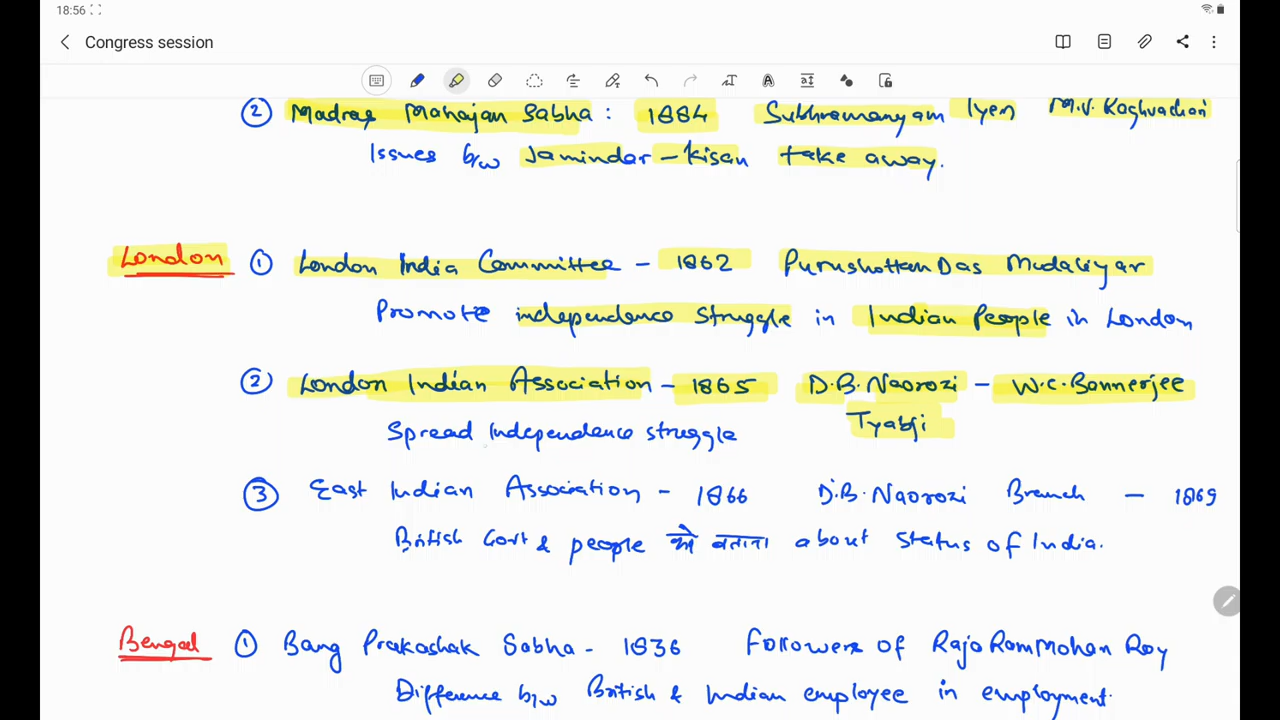 18:56
Congress session
② Madras Mahajan Sabha : 1884 Subhramanyam Iyer M.V. Raghvachari
Issues b/w Jamindar - Kisan take away.
London ① London India Committee - 1862 Purushottam Das Mudaliyar
Promote independence struggle in Indian People in London
② London Indian Association - 1865 D.B. Naorozi - W.C. Bannerjee
Tyabji
Spread independence struggle
③ East Indian Association - 1866 D.B. Naorozi Branch - 1869
British Govt & people को बताना about status of India.
Bengal ① Bang Prakashak Sabha - 1836 Followers of Raja RamMohan Roy
Difference b/w British & Indian employee in employment.